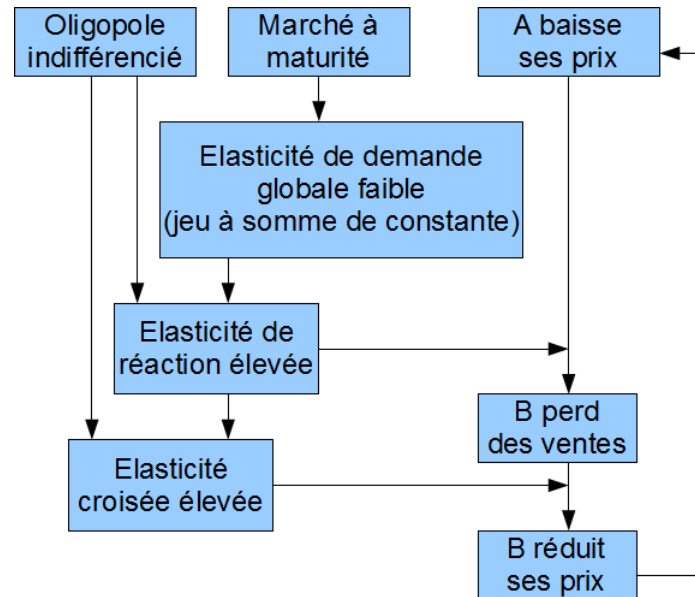 Oligopole
indifférencié
Marché à
maturité
A baisse
ses prix
Elasticité de demande
globale faible
(jeu à somme de constante)
Elasticité de
réaction élevée
B perd
des ventes
Elasticité
croisée élevée
B réduit
ses prix